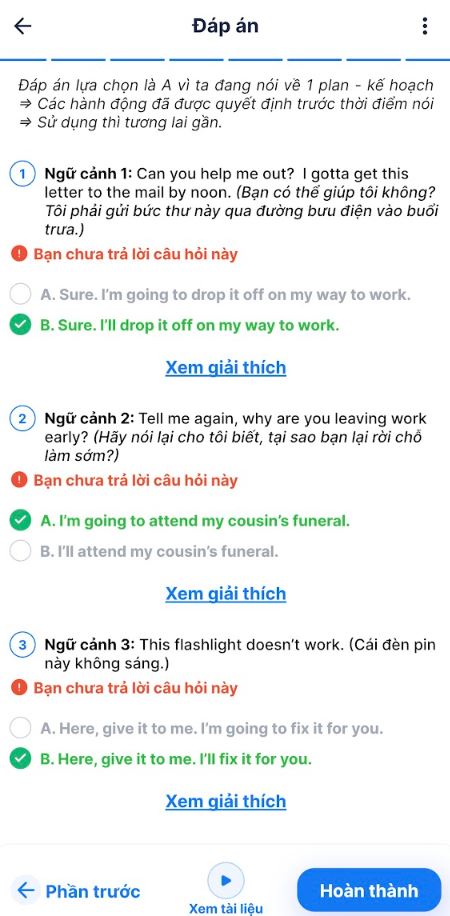 Đáp án
Đáp án lựa chọn là A vì ta đang nói về 1 plan - kế hoạch
⇒ Các hành động đã được quyết định trước thời điểm nói
⇒ Sử dụng thì tương lai gần.
1 Ngữ cảnh 1: Can you help me out? I gotta get this
letter to the mail by noon. (Bạn có thể giúp tôi không?
Tôi phải gửi bức thư này qua đường bưu điện vào buổi
trưa.)
Bạn chưa trả lời câu hỏi này
A. Sure. I'm going to drop it off on my way to work.
B. Sure. I'll drop it off on my way to work.
Xem giải thích
2 Ngữ cảnh 2: Tell me again, why are you leaving work
early? (Hãy nói lại cho tôi biết, tại sao bạn lại rời chỗ
làm sớm?)
Bạn chưa trả lời câu hỏi này
A. I'm going to attend my cousin's funeral.
B. I'll attend my cousin's funeral.
Xem giải thích
3 Ngữ cảnh 3: This flashlight doesn't work. (Cái đèn pin
này không sáng.)
Bạn chưa trả lời câu hỏi này
A. Here, give it to me. I'm going to fix it for you.
B. Here, give it to me. I'll fix it for you.
Xem giải thích
Phần trước
Xem tài liệu
Hoàn thành